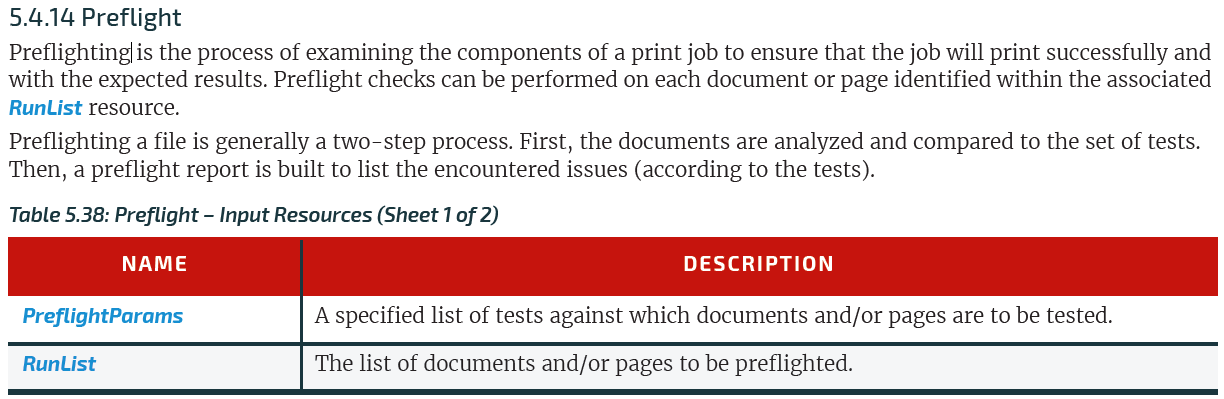 5.4.14 Preflight
Preflighting is the process of examining the components of a print job to ensure that the job will print successfully and
with the expected results. Preflight checks can be performed on each document or page identified within the associated
RunList resource.
Preflighting a file is generally a two-step process. First, the documents are analyzed and compared to the set of tests.
Then, a preflight report is built to list the encountered issues (according to the tests).
Table 5.38: Preflight – Input Resources (Sheet 1 of 2)
NAME DESCRIPTION
PreflightParams A specified list of tests against which documents and/or pages are to be tested.
RunList The list of documents and/or pages to be preflighted.